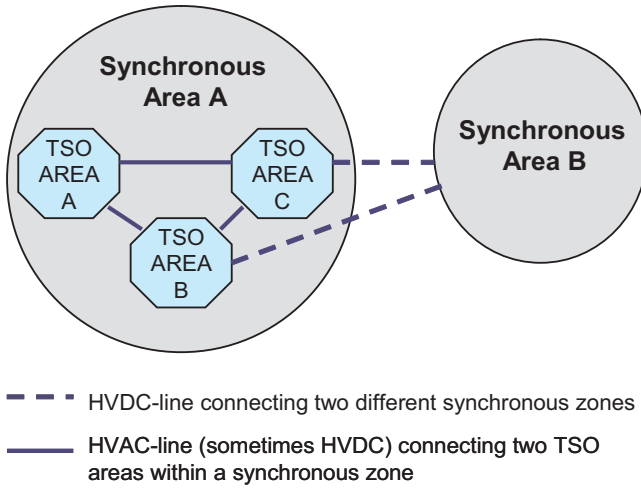 Synchronous
Area A
TSO
AREA
A
TSO
AREA
C
TSO
AREA
B
Synchronous
Area B
HVDC-line connecting two different synchronous zones
HVAC-line (sometimes HVDC) connecting two TSO
areas within a synchronous zone